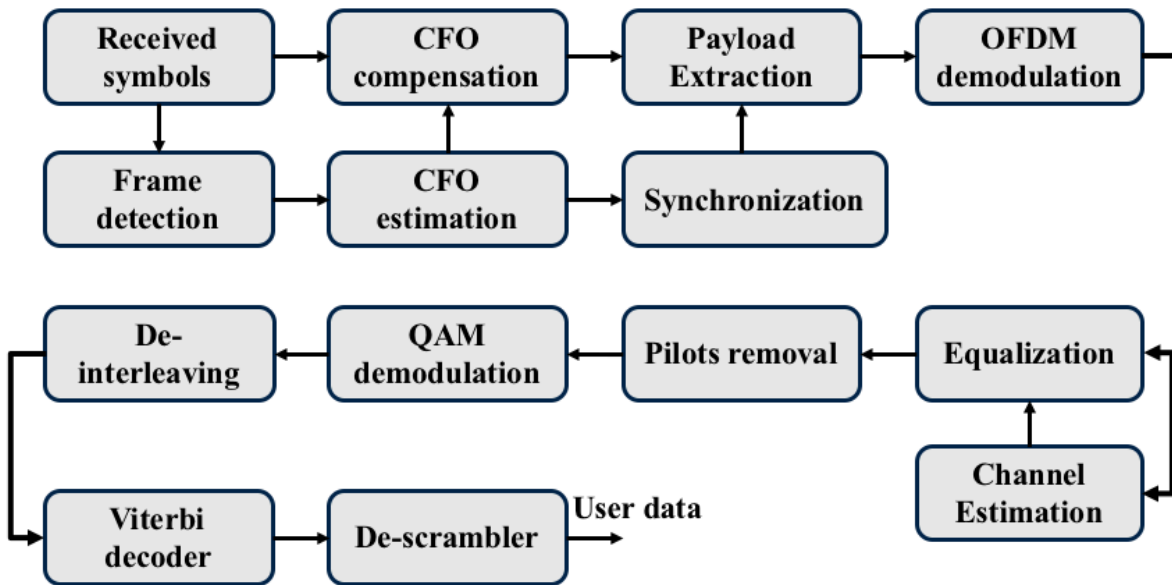 Received
symbols
CFO
compensation
Payload
Extraction
OFDM
demodulation
Frame
detection
CFO
estimation
Synchronization
De-
interleaving
QAM
demodulation
Pilots removal
Equalization
Channel
Estimation
Viterbi
decoder
De-scrambler
User data